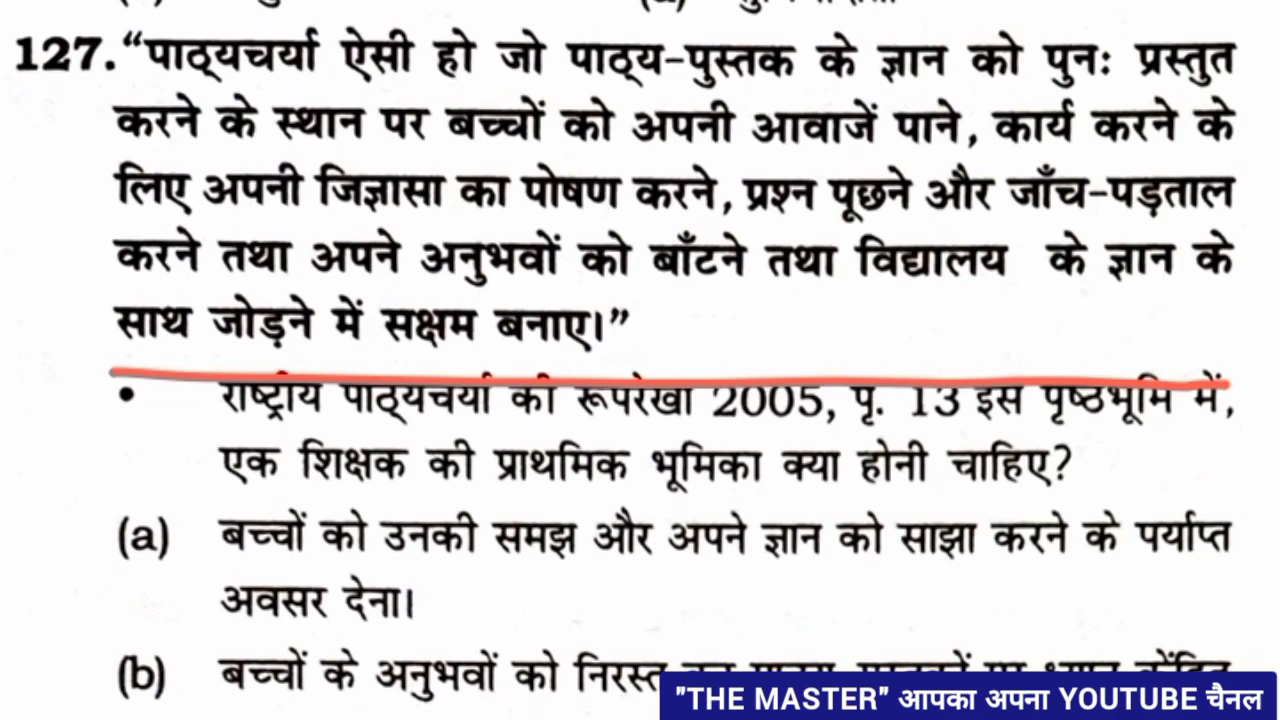 127. “पाठ्यचर्या ऐसी हो जो पाठ्य-पुस्तक के ज्ञान को पुनः प्रस्तुत
करने के स्थान पर बच्चों को अपनी आवाजें पाने, कार्य करने के
लिए अपनी जिज्ञासा का पोषण करने, प्रश्न पूछने और जाँच-पड़ताल
करने तथा अपने अनुभवों को बाँटने तथा विद्यालय के ज्ञान के
साथ जोड़ने में सक्षम बनाए।”
• राष्ट्रीय पाठ्यचर्या की रूपरेखा 2005, पृ. 13 इस पृष्ठभूमि में,
एक शिक्षक की प्राथमिक भूमिका क्या होनी चाहिए?
(a) बच्चों को उनकी समझ और अपने ज्ञान को साझा करने के पर्याप्त
अवसर देना।
(b) बच्चों के अनुभवों को निरस्त
"THE MASTER" आपका अपना YOUTUBE चैनल